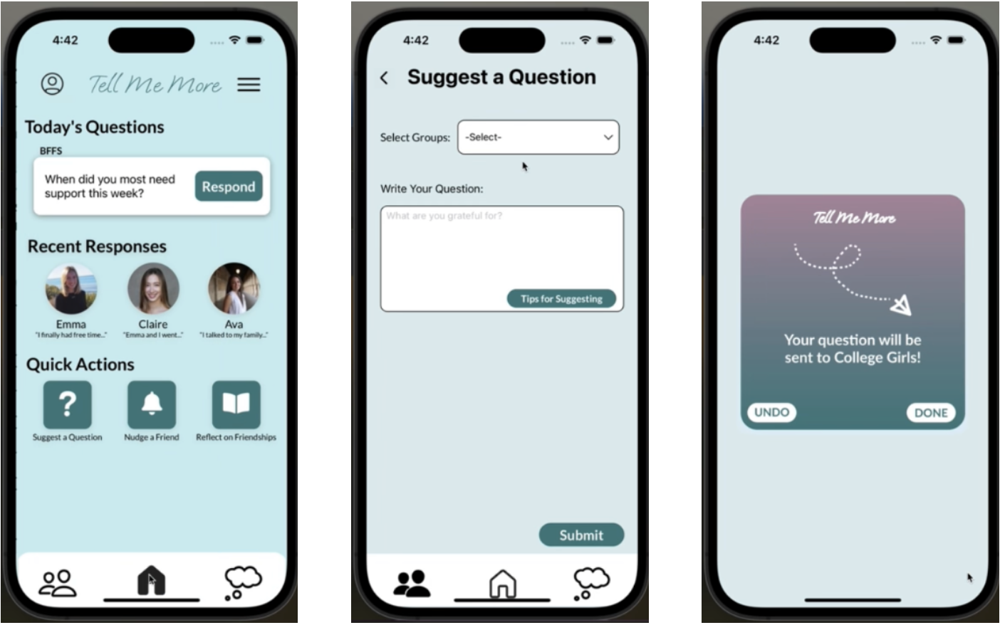 4:42
Tell Me More
Today's Questions
BFFS
When did you most need
support this week?
Respond
Recent Responses
Emma
"I finally had free time..."
Claire
"Emma and I went..."
Ava
"I talked to my family..."
Quick Actions
?
Suggest a Question
Nudge a Friend
Reflect on Friendships
4:42
Suggest a Question
Select Groups:
-Select-
Write Your Question:
What are you grateful for?
Tips for Suggesting
Submit
4:42
Tell Me More
Your question will be
sent to College Girls!
UNDO
DONE